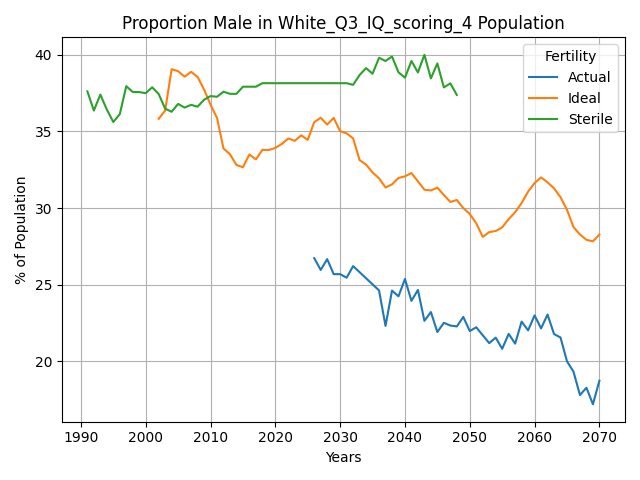 Proportion Male in White_Q3_IQ_scoring_4 Population
Fertility
Actual
Ideal
Sterile
% of Population
40
35
30
25
20
1990 2000 2010 2020 2030 2040 2050 2060 2070
Years